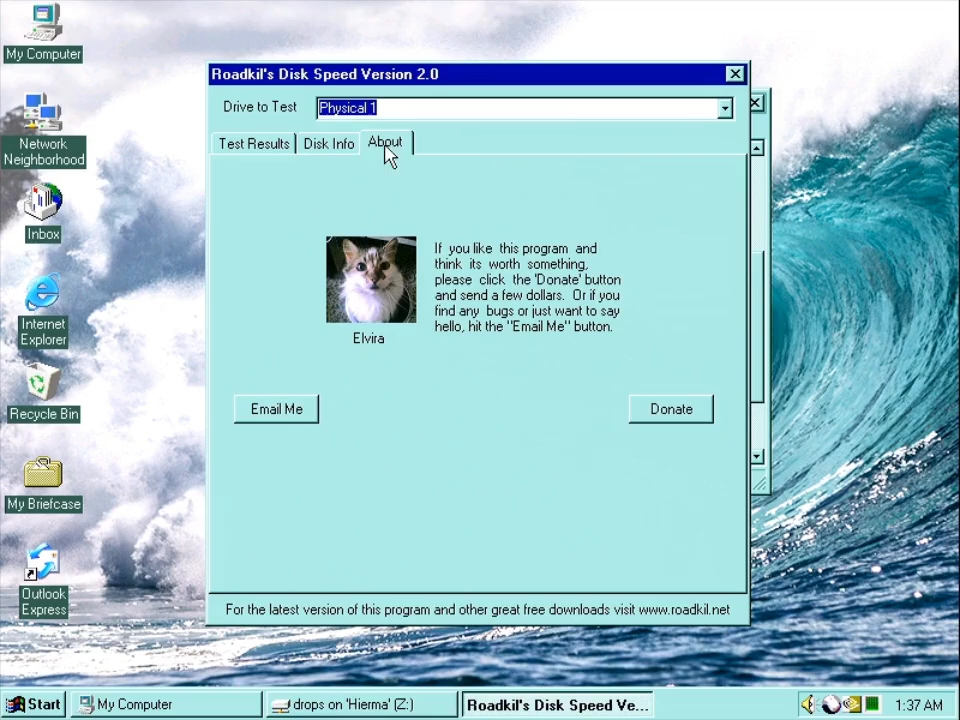 My Computer
Network
Neighborhood
Inbox
Internet
Explorer
Recycle Bin
My Briefcase
Outlook
Express
Roadkil's Disk Speed Version 2.0
Drive to Test
Physical 1
Test Results
Disk Info
About
If you like this program and
think its worth something,
please click the 'Donate' button
and send a few dollars. Or if you
find any bugs or just want to say
hello, hit the "Email Me" button.
Elvira
Email Me
Donate
For the latest version of this program and other great free downloads visit www.roadkil.net
Start
My Computer
drops on 'Hierma' (Z:)
Roadkil's Disk Speed Ve...
1:37 AM